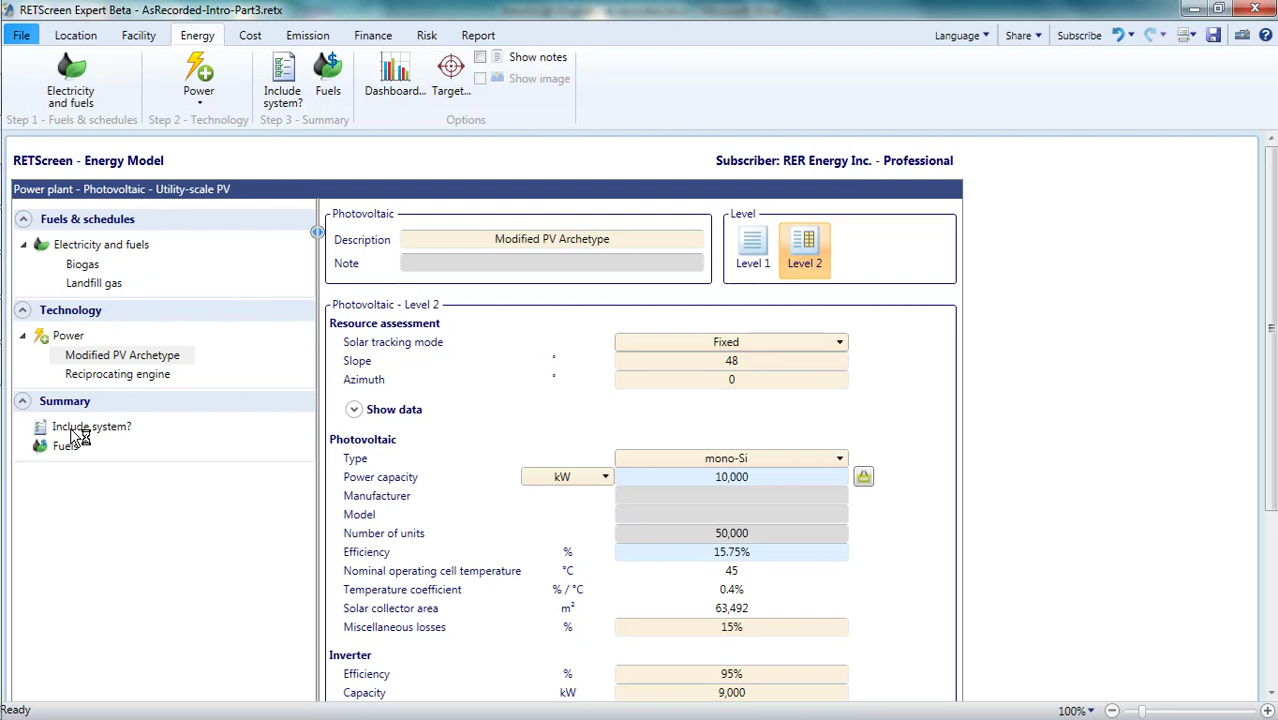 RETScreen Expert Beta - AsRecorded-Intro-Part3.retx
File Location Facility Energy Cost Emission Finance Risk Report Language Share Subscribe
Electricity and fuels
Power
Include system?
Fuels
Dashboard...
Target...
Show notes
Show image
Step 1 - Fuels & schedules Step 2 - Technology Step 3 - Summary Options
RETScreen - Energy Model Subscriber: RER Energy Inc. - Professional
Power plant - Photovoltaic - Utility-scale PV
Fuels & schedules
Electricity and fuels
Biogas
Landfill gas
Technology
Power
Modified PV Archetype
Reciprocating engine
Summary
Include system?
Fuels
Photovoltaic
Description Modified PV Archetype
Note
Level
Level 1 Level 2
Photovoltaic - Level 2
Resource assessment
Solar tracking mode Fixed
Slope ° 48
Azimuth ° 0
Show data
Photovoltaic
Type mono-Si
Power capacity kW 10,000
Manufacturer
Model
Number of units 50,000
Efficiency % 15.75%
Nominal operating cell temperature °C 45
Temperature coefficient % / °C 0.4%
Solar collector area m² 63,492
Miscellaneous losses % 15%
Inverter
Efficiency % 95%
Capacity kW 9,000
Ready 100%